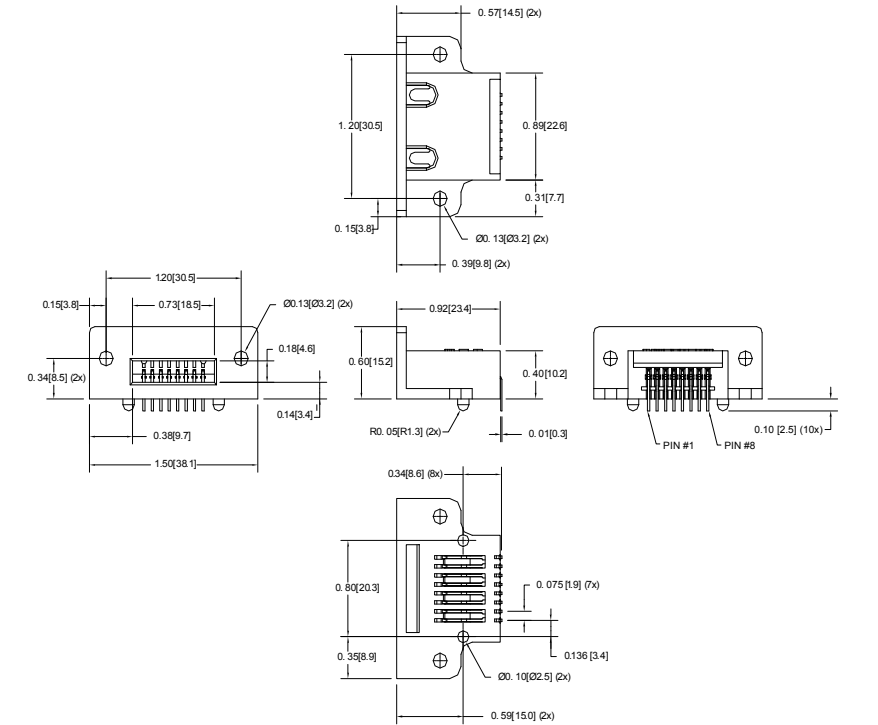 0.57[14.5] (2x)
1.20[30.5]
0.89[22.6]
0.31[7.7]
0.15[3.8]
Ø0.13[Ø3.2] (2x)
0.39[9.8] (2x)
1.20[30.5]
0.15[3.8]
0.73[18.5]
Ø0.13[Ø3.2] (2x)
0.18[4.6]
0.34[8.5] (2x)
0.14[3.4]
0.38[9.7]
1.50[38.1]
0.92[23.4]
0.60[15.2]
.40[10.2]
R0.05[R1.3] (2x)
0.01[0.3]
0.10 [2.5] (10x)
PIN #1
PIN #8
0.34[8.6] (8x)
0.80[20.3]
0.075 [1.9] (7x)
0.35[8.9]
0.136 [3.4]
Ø0.10[Ø2.5] (2x)
0.59[15.0] (2x)